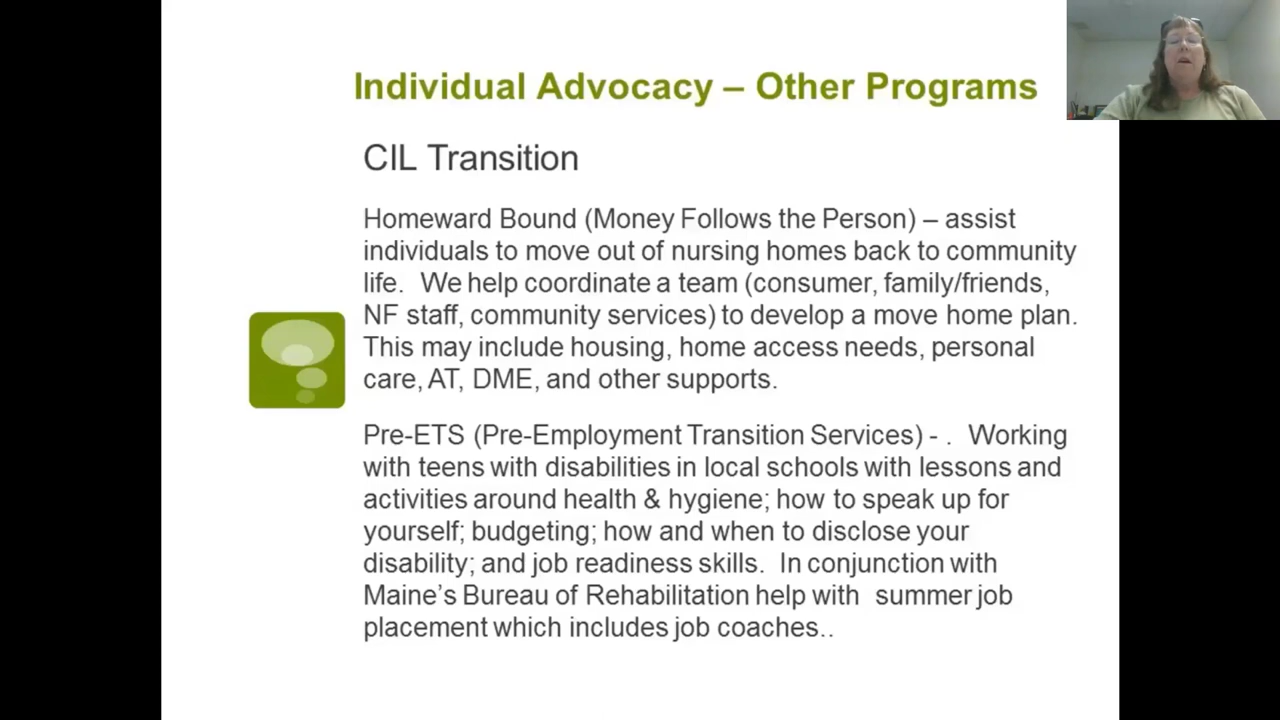 Individual Advocacy – Other Programs
CIL Transition
Homeward Bound (Money Follows the Person) – assist
individuals to move out of nursing homes back to community
life.  We help coordinate a team (consumer, family/friends,
NF staff, community services) to develop a move home plan.
This may include housing, home access needs, personal
care, AT, DME, and other supports.
Pre-ETS (Pre-Employment Transition Services) - .  Working
with teens with disabilities in local schools with lessons and
activities around health & hygiene; how to speak up for
yourself; budgeting; how and when to disclose your
disability; and job readiness skills.  In conjunction with
Maine’s Bureau of Rehabilitation help with  summer job
placement which includes job coaches..